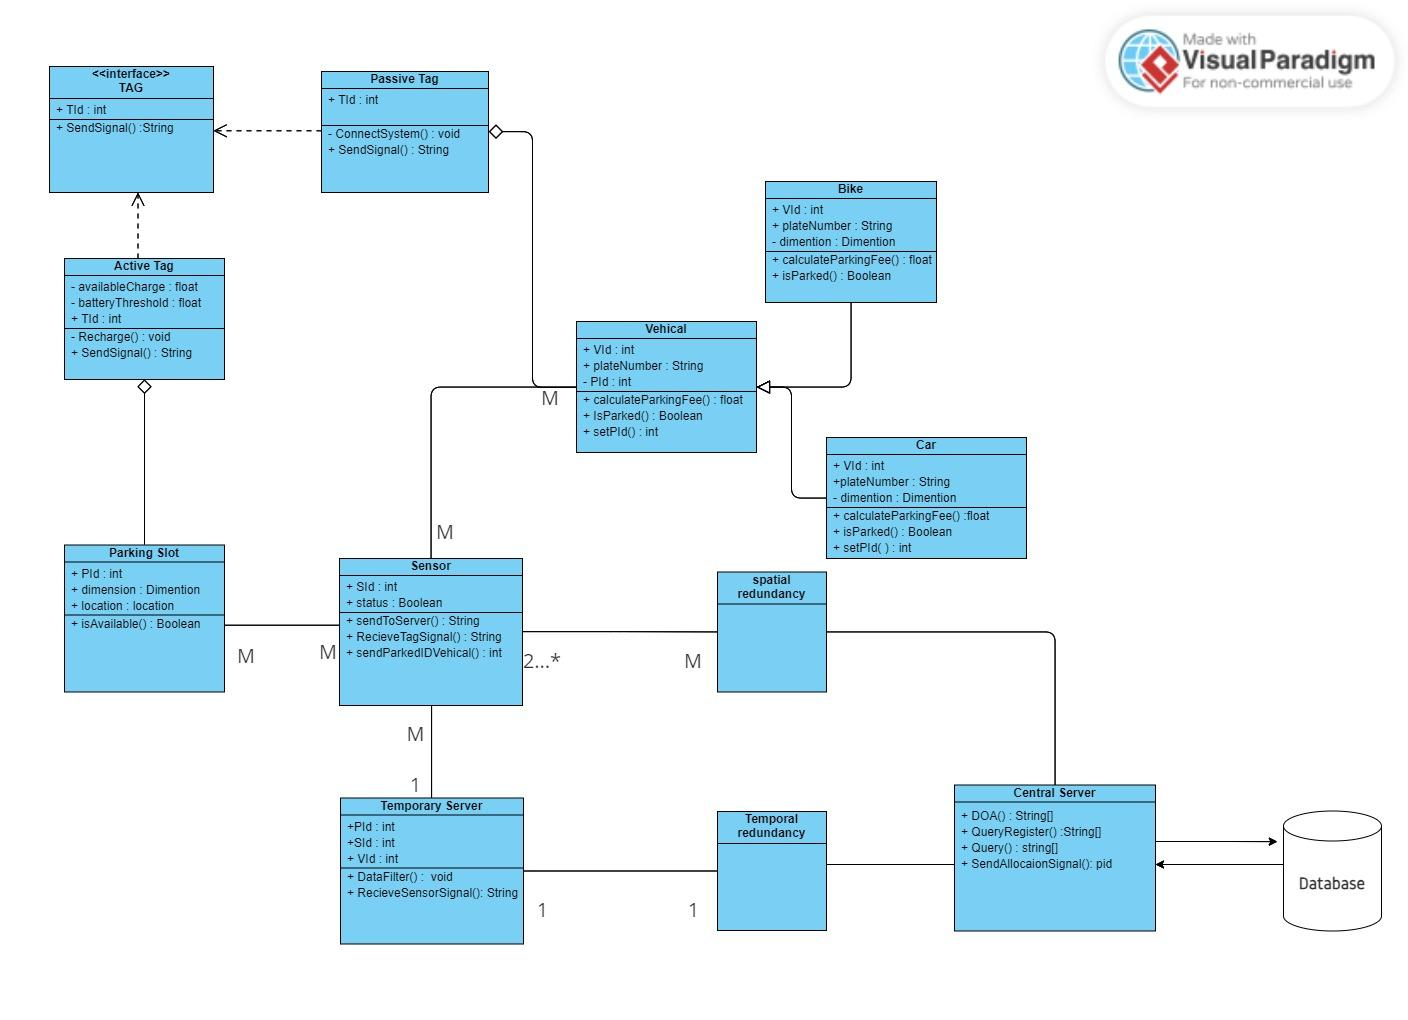 Made with
Visual Paradigm
For non-commercial use
<<interface>>
TAG
+ TId : int
+ SendSignal() :String
Passive Tag
+ TId : int
- ConnectSystem() : void
+ SendSignal() : String
Bike
+ VId : int
+ plateNumber : String
- dimention : Dimention
+ calculateParkingFee() : float
+ isParked() : Boolean
Active Tag
- availableCharge : float
- batteryThreshold : float
+ TId : int
- Recharge() : void
+ SendSignal() : String
Vehical
+ VId : int
+ plateNumber : String
- PId : int
+ calculateParkingFee() : float
+ IsParked() : Boolean
+ setPId() : int
M
Car
+ VId : int
+plateNumber : String
- dimention : Dimention
+ calculateParkingFee() :float
+ isParked() : Boolean
+ setPId( ) : int
M
Parking Slot
+ PId : int
+ dimension : Dimention
+ location : location
+ isAvailable() : Boolean
M
M
Sensor
+ SId : int
+ status : Boolean
+ sendToServer() : String
+ RecieveTagSignal() : String
+ sendParkedIDVehical() : int
2...*
M
spatial
redundancy
M
1
Temporary Server
+PId : int
+SId : int
+ VId : int
+ DataFilter() :  void
+ RecieveSensorSignal(): String
1
1
Temporal
redundancy
Central Server
+ DOA() : String[]
+ QueryRegister() :String[]
+ Query() : string[]
+ SendAllocaionSignal(): pid
Database